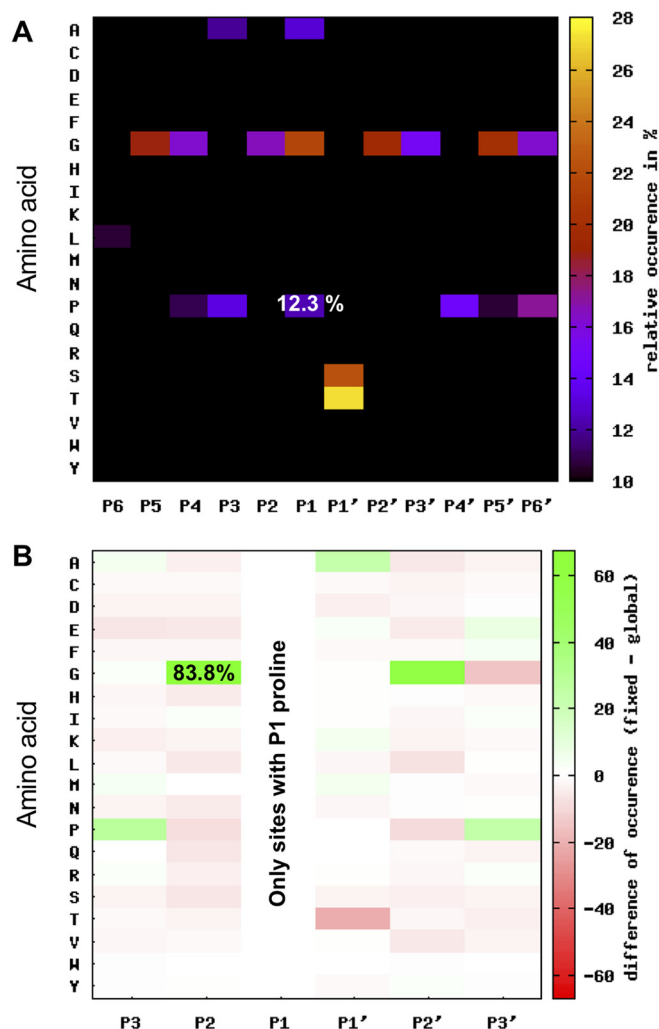 A
Amino acid
A
C
D
E
F
G
H
I
K
L
M
N
P
Q
R
S
T
V
W
Y
12.3 %
P6 P5 P4 P3 P2 P1 P1' P2' P3' P4' P5' P6'
28
26
24
22
20
18
16
14
12
10
relative occurence in %
B
Amino acid
A
C
D
E
F
G
H
I
K
L
M
N
P
Q
R
S
T
V
W
Y
83.8%
Only sites with P1 proline
P3 P2 P1 P1' P2' P3'
60
40
20
0
-20
-40
-60
difference of occurence (fixed - global)